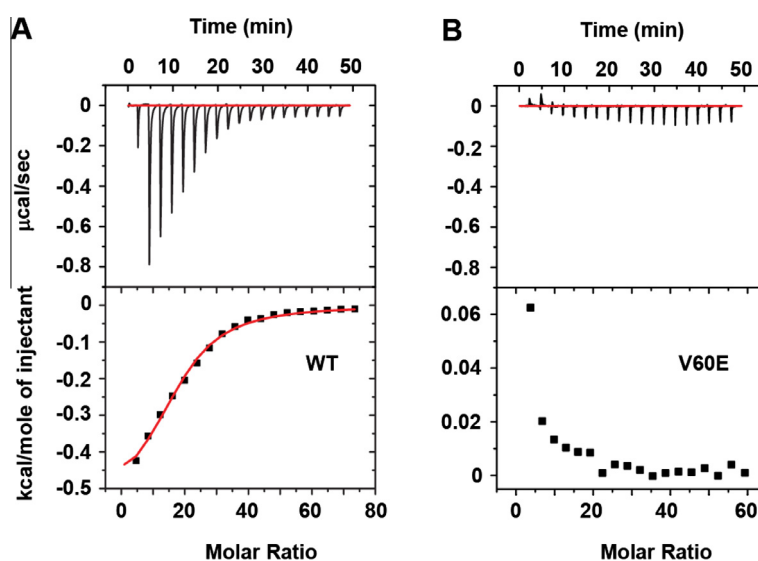 A
Time (min)
0 10 20 30 40 50
µcal/sec
0
-0.2
-0.4
-0.6
-0.8
kcal/mole of injectant
0
-0.1
-0.2
-0.3
-0.4
-0.5
WT
0 20 40 60 80
Molar Ratio
B
Time (min)
0 10 20 30 40 50
0
-0.2
-0.4
-0.6
-0.8
0.06
0.04
0.02
0
V60E
0 20 40 60
Molar Ratio